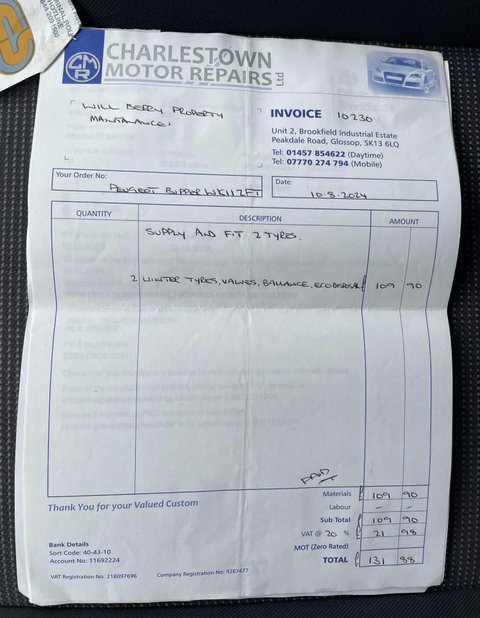 CHARLESTOWN
MOTOR REPAIRS Ltd
CMR
WILL BERRY PROPERTY
MAINTANANCE,
INVOICE 10230
Unit 2, Brookfield Industrial Estate
Peakdale Road, Glossop, SK13 6LQ
Tel: 01457 854622 (Daytime)
Tel: 07770 274 794 (Mobile)
Your Order No:
PEUGEOT BIPPER WK112FT
Date:
10.8.2024
QUANTITY DESCRIPTION AMOUNT
SUPPLY AND FIT 2 TYRES.
2 WINTER TYRES, VALVES, BALLANCE, ECO DISPOSAL 109 90
PAID
Materials 109 90
Labour - -
Sub Total 109 90
VAT @ 20 % 21 98
MOT (Zero Rated)
TOTAL 131 88
Thank You for your Valued Custom
Bank Details
Sort Code: 40-43-10
Account No: 11692224
VAT Registration No: 218097696 Company Registration No: 9287477